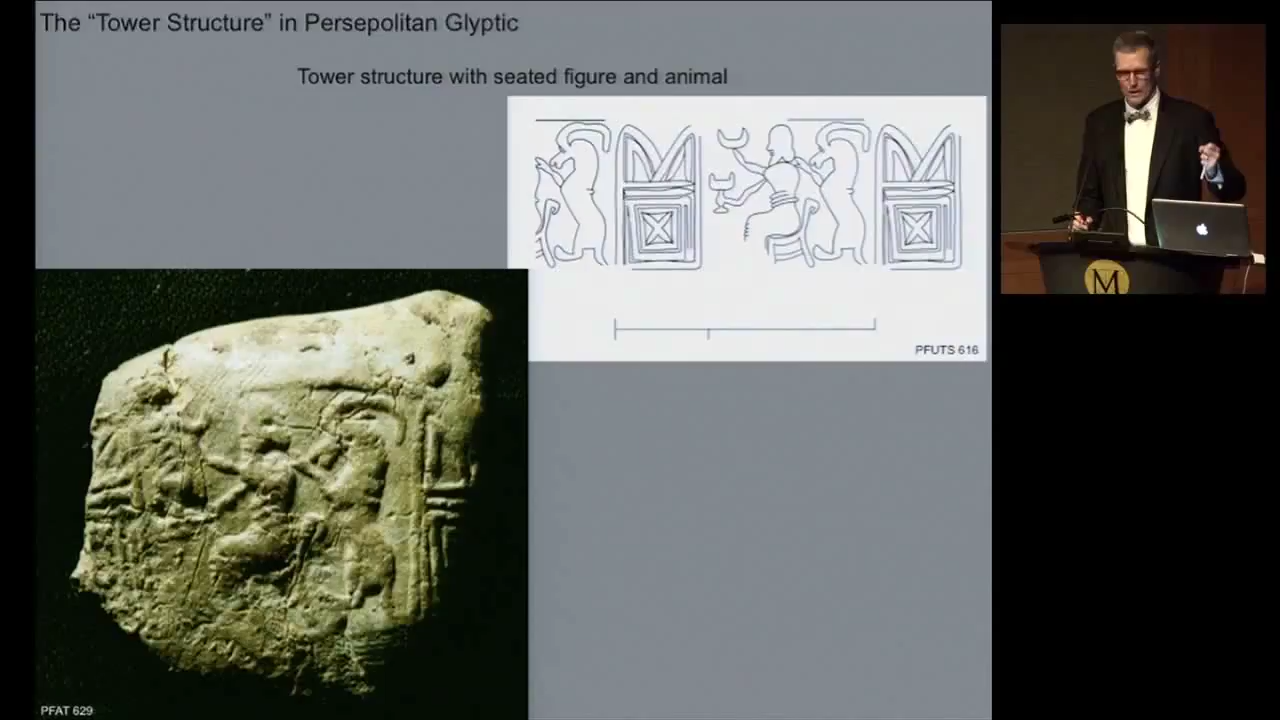 The “Tower Structure” in Persepolitan Glyptic
Tower structure with seated figure and animal
PFUTS 616
M
PFAT 629